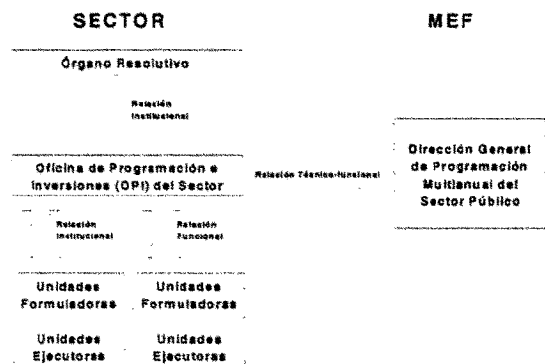 SECTOR
MEF
Órgano Resolutivo
Relación
Institucional
Oficina de Programación e
Inversiones (OPI) del Sector
Relación Técnico-funcional
Dirección General
de Programación
Multianual del
Sector Público
Relación
Institucional
Relación
Funcional
Unidades
Formuladoras
Unidades
Formuladoras
Unidades
Ejecutoras
Unidades
Ejecutoras